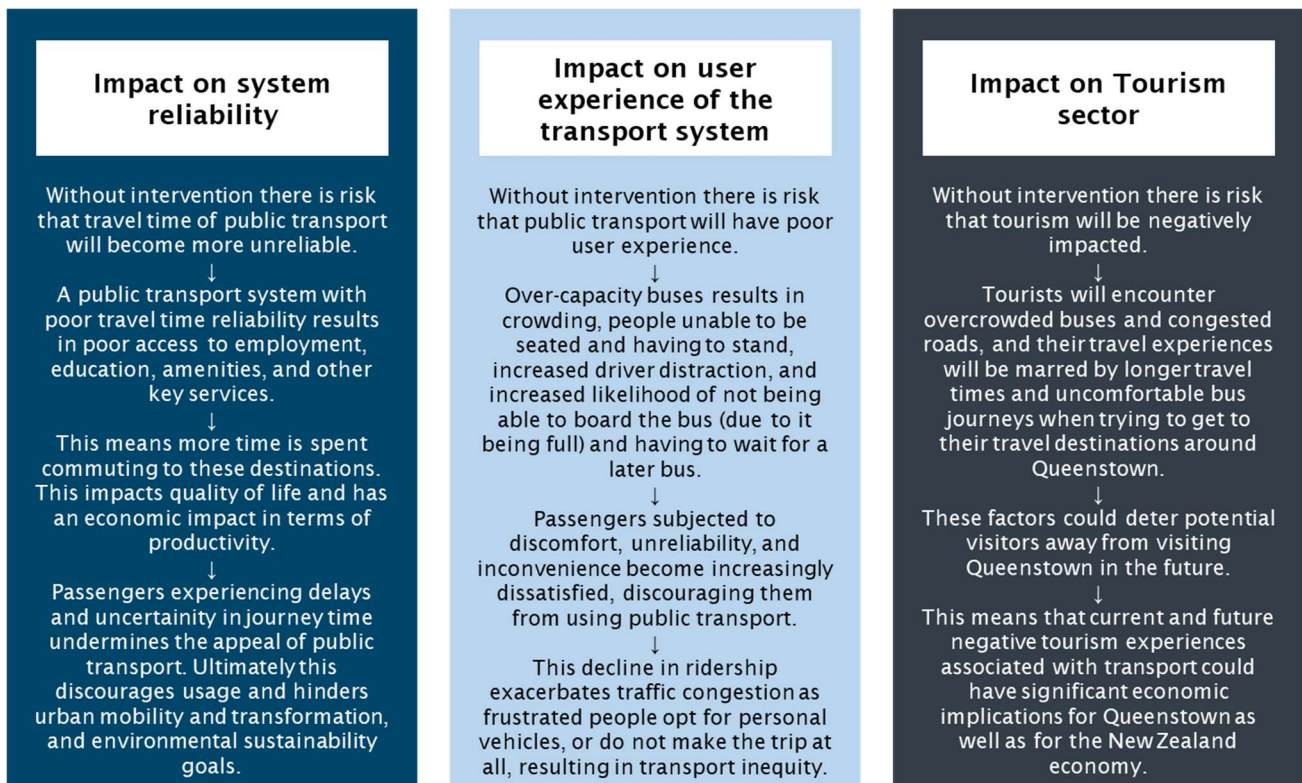 Impact on system
reliability
Without intervention there is risk
that travel time of public transport
will become more unreliable.
↓
A public transport system with
poor travel time reliability results
in poor access to employment,
education, amenities, and other
key services.
↓
This means more time is spent
commuting to these destinations.
This impacts quality of life and has
an economic impact in terms of
productivity.
↓
Passengers experiencing delays
and uncertainity in journey time
undermines the appeal of public
transport. Ultimately this
discourages usage and hinders
urban mobility and transformation,
and environmental sustainability
goals.
Impact on user
experience of the
transport system
Without intervention there is risk
that public transport will have poor
user experience.
↓
Over-capacity buses results in
crowding, people unable to be
seated and having to stand,
increased driver distraction, and
increased likelihood of not being
able to board the bus (due to it
being full) and having to wait for a
later bus.
↓
Passengers subjected to
discomfort, unreliability, and
inconvenience become increasingly
dissatisfied, discouraging them
from using public transport.
↓
This decline in ridership
exacerbates traffic congestion as
frustrated people opt for personal
vehicles, or do not make the trip at
all, resulting in transport inequity.
Impact on Tourism
sector
Without intervention there is risk
that tourism will be negatively
impacted.
↓
Tourists will encounter
overcrowded buses and congested
roads, and their travel experiences
will be marred by longer travel
times and uncomfortable bus
journeys when trying to get to
their travel destinations around
Queenstown.
↓
These factors could deter potential
visitors away from visiting
Queenstown in the future.
↓
This means that current and future
negative tourism experiences
associated with transport could
have significant economic
implications for Queenstown as
well as for the New Zealand
economy.